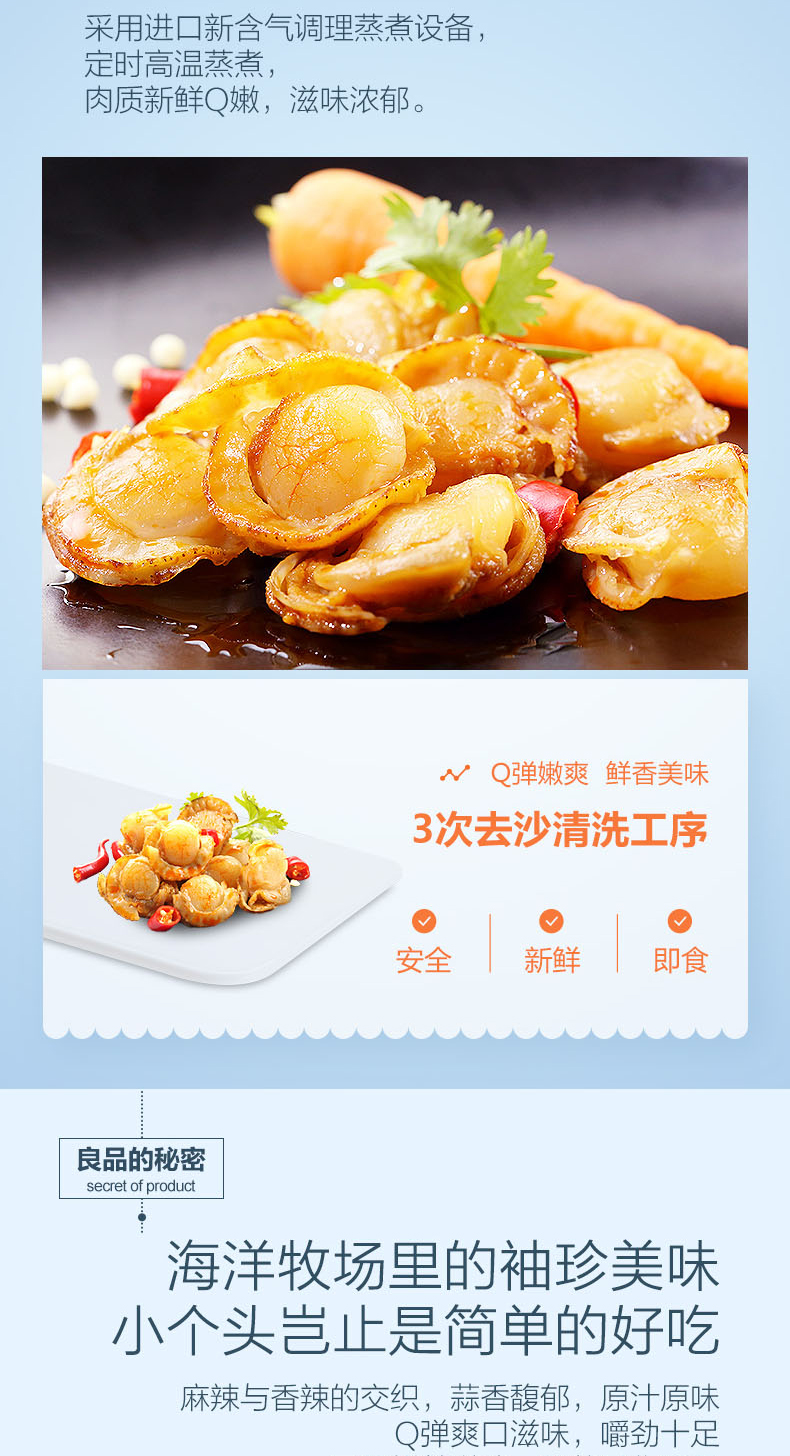 采用进口新含气调理蒸煮设备，
定时高温蒸煮，
肉质新鲜Q嫩，滋味浓郁。
Q弹嫩爽 鲜香美味
3次去沙清洗工序
安全
新鲜
即食
良品的秘密
secret of product
海洋牧场里的袖珍美味
小个头岂止是简单的好吃
麻辣与香辣的交织，蒜香馥郁，原汁原味
Q弹爽口滋味，嚼劲十足